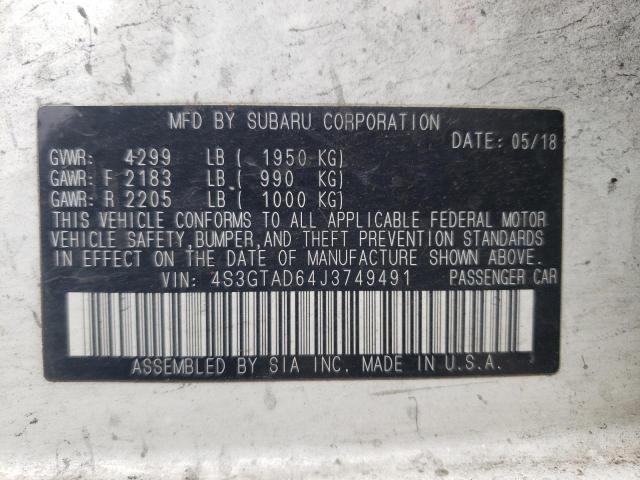 MFD BY SUBARU CORPORATION
DATE: 05/18
GVWR: 4299 LB ( 1950 KG)
GAWR: F 2183 LB ( 990 KG)
GAWR: R 2205 LB ( 1000 KG)
THIS VEHICLE CONFORMS TO ALL APPLICABLE FEDERAL MOTOR
VEHICLE SAFETY, BUMPER, AND THEFT PREVENTION STANDARDS
IN EFFECT ON THE DATE OF MANUFACTURE SHOWN ABOVE.
VIN: 4S3GTAD64J3749491 PASSENGER CAR
ASSEMBLED BY SIA INC. MADE IN U.S.A.